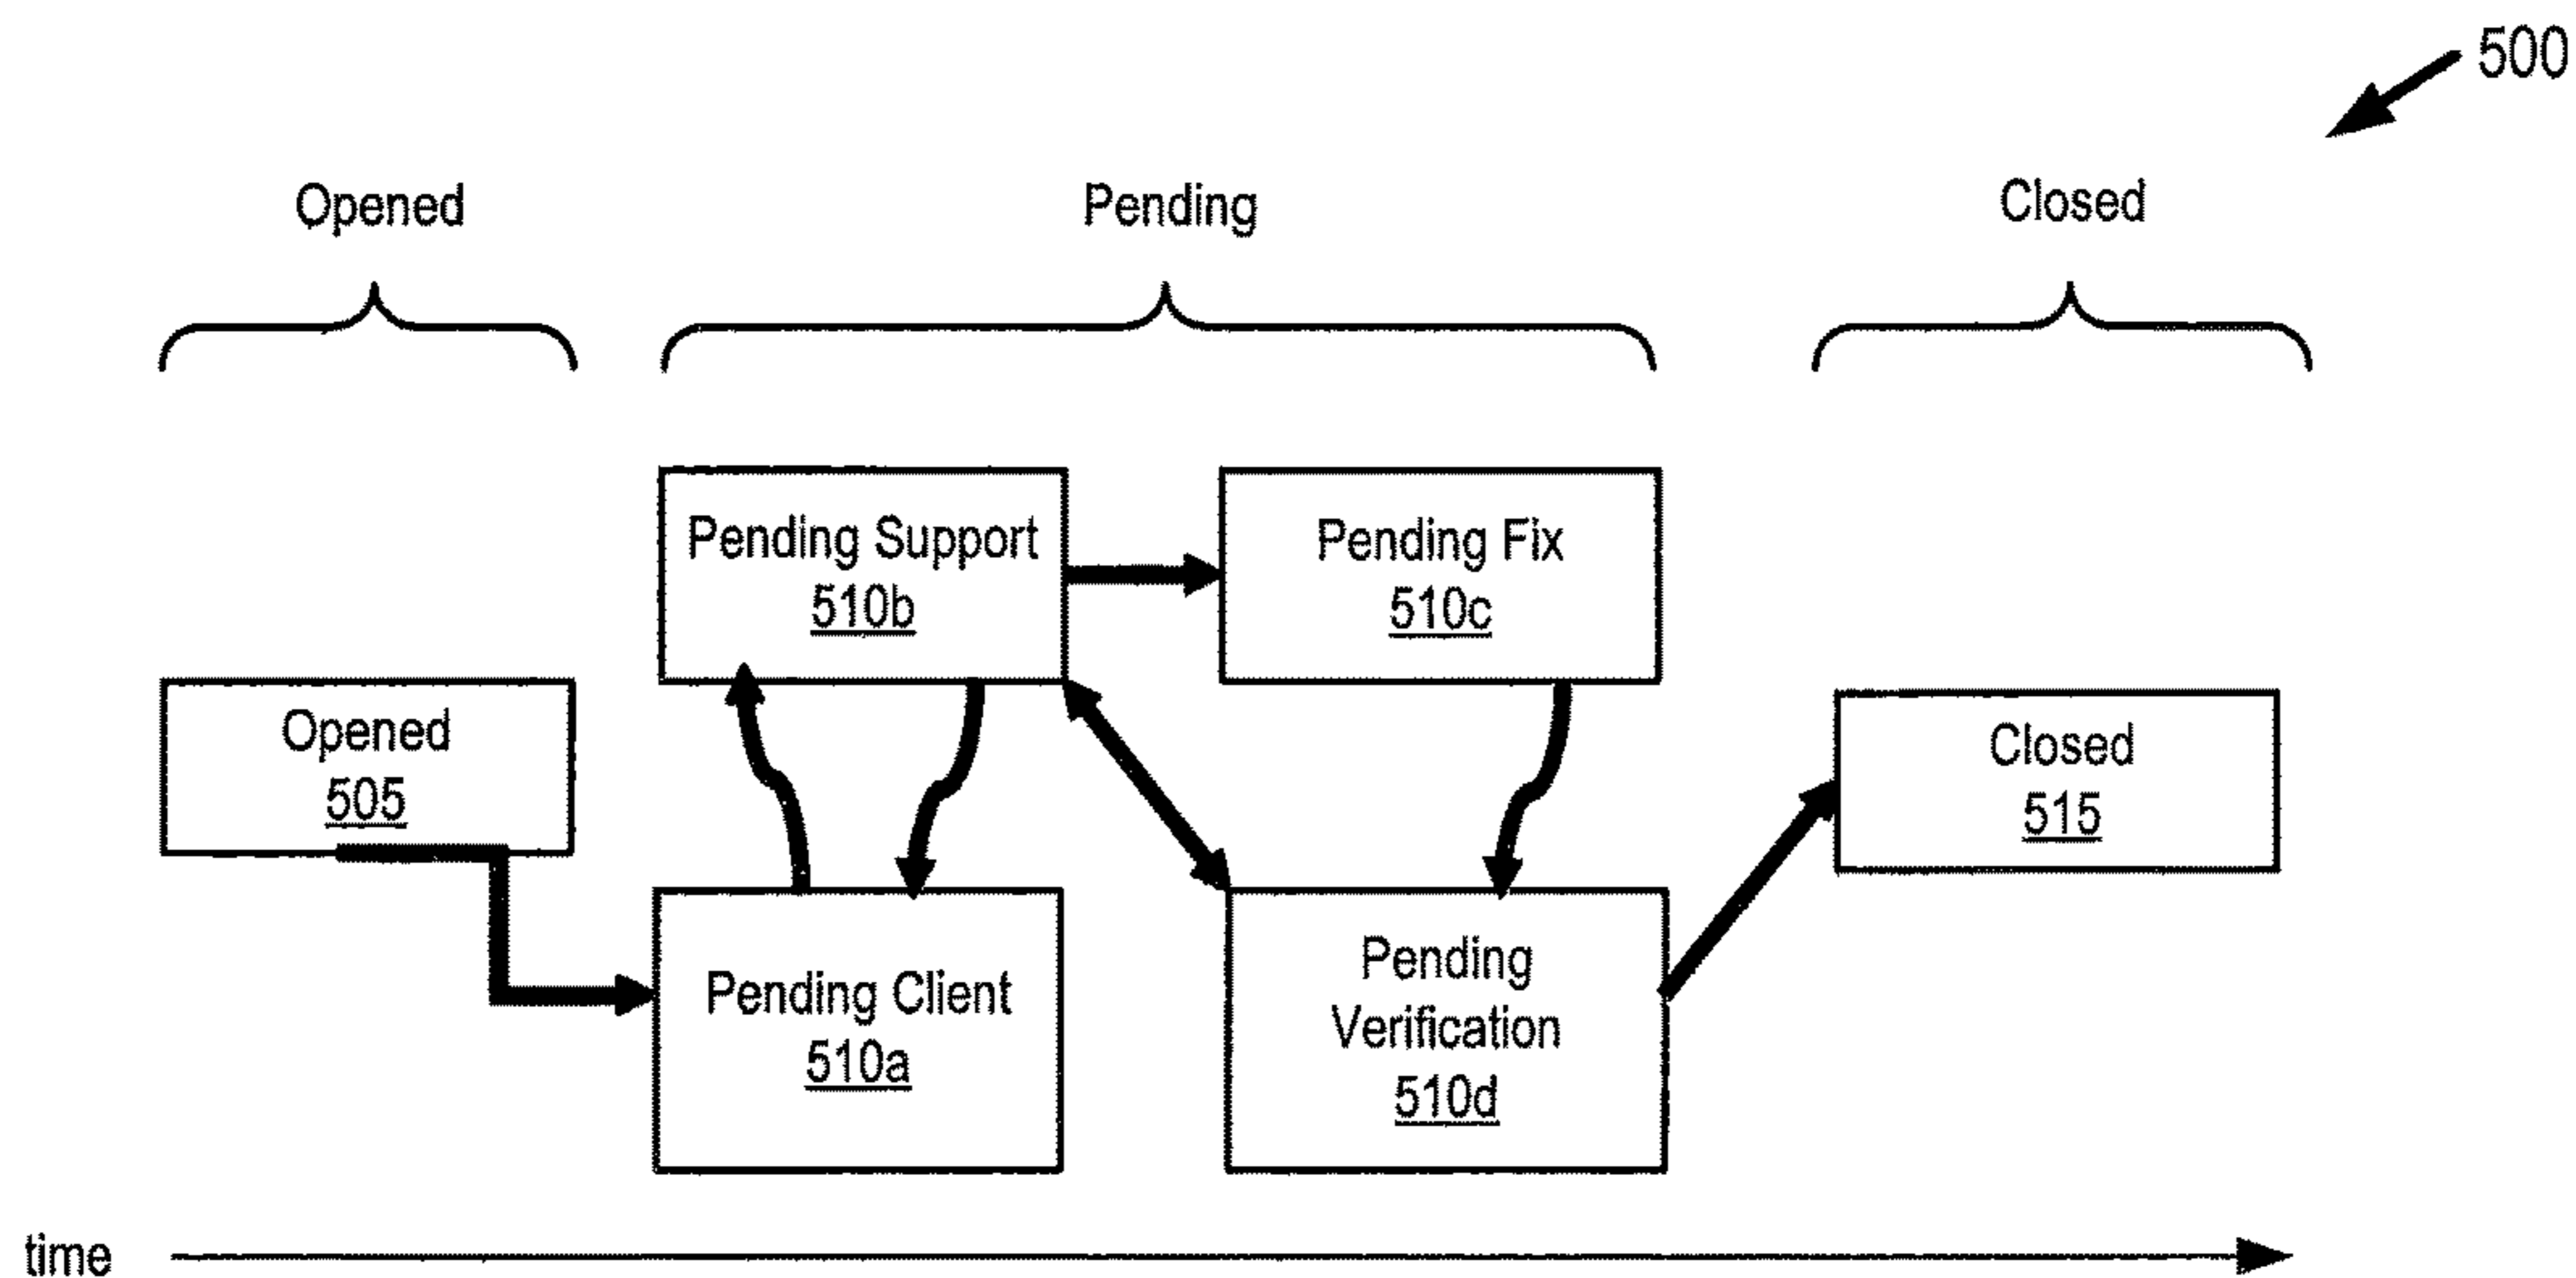 500
Opened
Pending
Closed
Pending Support
510b
Pending Fix
510c
Opened
505
Closed
515
Pending Client
510a
Pending
Verification
510d
time